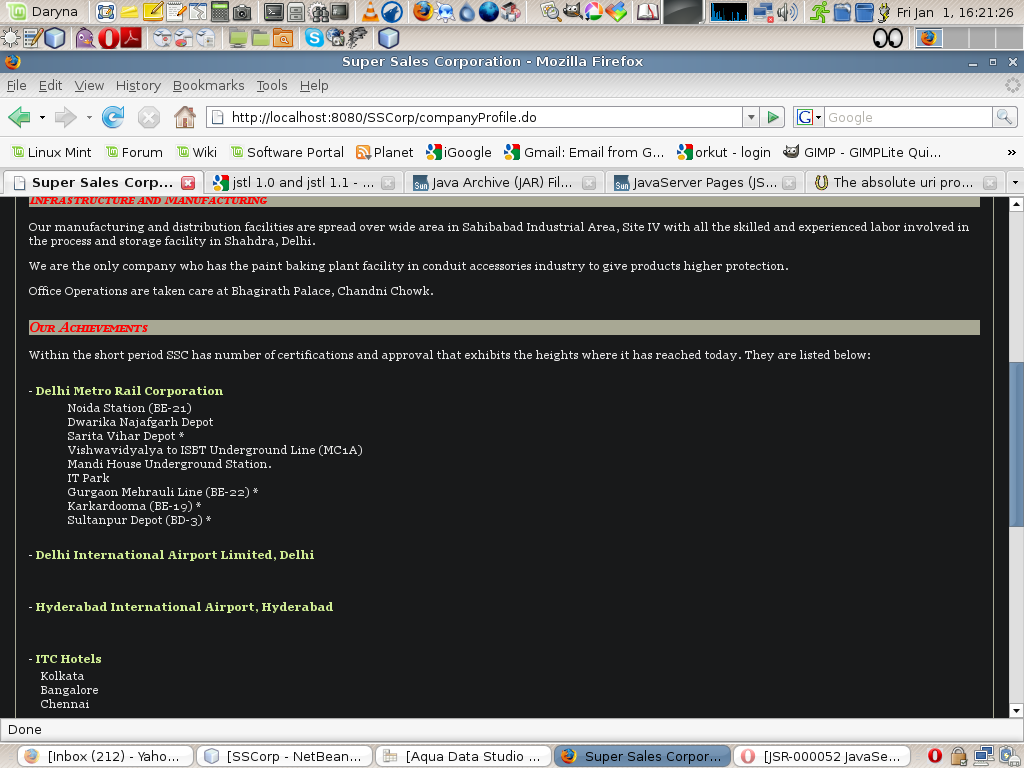 Daryna
Fri Jan 1, 16:21:26
Super Sales Corporation - Mozilla Firefox
File Edit View History Bookmarks Tools Help
http://localhost:8080/SSCorp/companyProfile.do
Google
Linux Mint Forum Wiki Software Portal Planet iGoogle Gmail: Email from G... orkut - login GIMP - GIMPLite Qui... »
Super Sales Corp... jstl 1.0 and jstl 1.1 - ... Java Archive (JAR) Fil... JavaServer Pages (JS... The absolute uri pro...
Infrastructure and Manufacturing
Our manufacturing and distribution facilities are spread over wide area in Sahibabad Industrial Area, Site IV with all the skilled and experienced labor involved in
the process and storage facility in Shahdra, Delhi.
We are the only company who has the paint baking plant facility in conduit accessories industry to give products higher protection.
Office Operations are taken care at Bhagirath Palace, Chandni Chowk.
Our Achievements
Within the short period SSC has number of certifications and approval that exhibits the heights where it has reached today. They are listed below:
- Delhi Metro Rail Corporation
Noida Station (BE-21)
Dwarika Najafgarh Depot
Sarita Vihar Depot *
Vishwavidyalya to ISBT Underground Line (MC1A)
Mandi House Underground Station.
IT Park
Gurgaon Mehrauli Line (BE-22) *
Karkardooma (BE-19) *
Sultanpur Depot (BD-3) *
- Delhi International Airport Limited, Delhi
- Hyderabad International Airport, Hyderabad
- ITC Hotels
Kolkata
Bangalore
Chennai
Done
[Inbox (212) - Yaho... [SSCorp - NetBean... [Aqua Data Studio ... Super Sales Corpor... [JSR-000052 JavaSe...